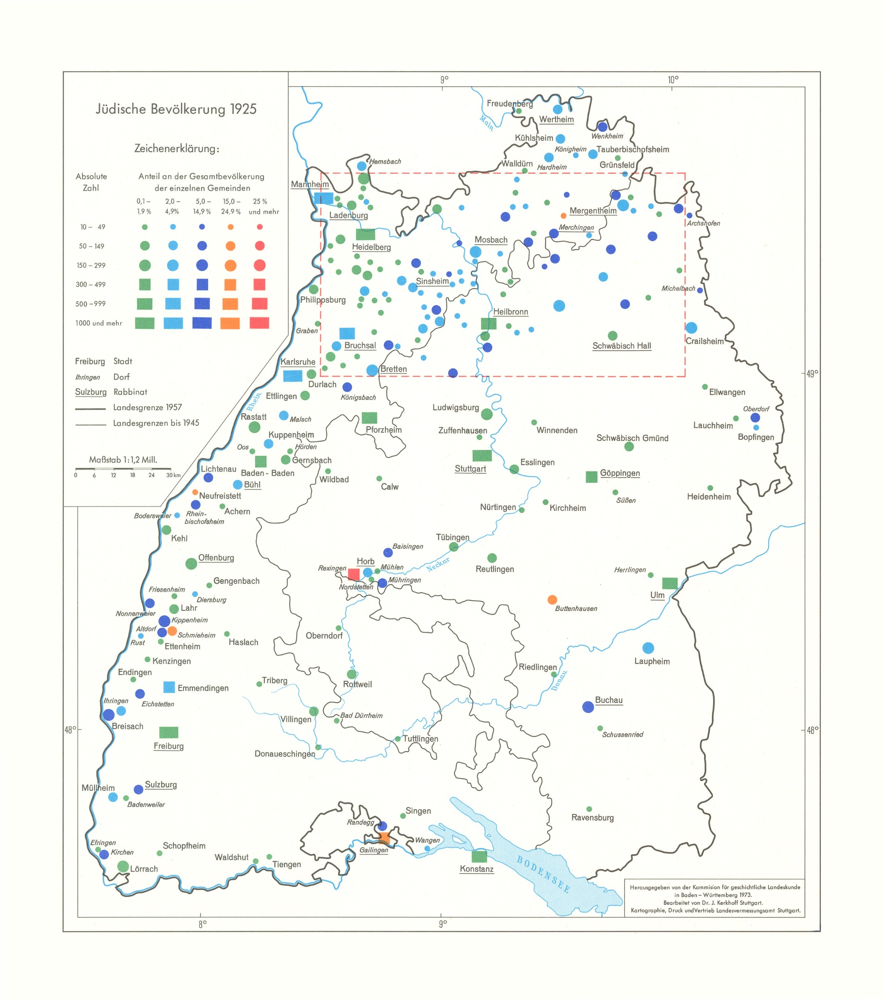 Jüdische Bevölkerung 1925
Zeichenerklärung:
Absolute
Zahl
Anteil an der Gesamtbevölkerung
der einzelnen Gemeinden
0,1 – 2,0 – 5,0 – 15,0 – 25 %
1,9 % 4,9% 14,9 % 24,9 % und mehr
10 – 49
50 – 149
150 – 299
300 – 499
500 – 999
1000 und mehr
Freiburg Stadt
Ihringen Dorf
Sulzburg Rabbinat
Landesgrenze 1957
Landesgrenzen bis 1945
Maßstab 1:1,2 Mill.
0 6 12 18 24 30 km
9° 10°
Freudenberg
Main
Wertheim
Wenkheim
Kühlsheim
Königheim
Tauberbischofsheim
Hardheim
Walldürn
Grünsfeld
Hemsbach
Mannheim
Ladenburg
Mergentheim
Archshofen
Merchingen
Heidelberg
Mosbach
Sinsheim
Michelbach
Philippsburg
Heilbronn
Graben
Bruchsal
Schwäbisch Hall
Crailsheim
Karlsruhe
Bretten
49°
Durlach
Königsbach
Ettlingen
Rhein
Ellwangen
Oberdorf
Lauchheim
Bopfingen
Ludwigsburg
Rastatt
Malsch
Pforzheim
Zuffenhausen
Winnenden
Kuppenheim
Schwäbisch Gmünd
Oos
Hörden
Gernsbach
Baden - Baden
Stuttgart
Esslingen
Göppingen
Lichtenau
Bühl
Wildbad
Calw
Neufreistett
Süßen
Heidenheim
Achern
Nürtingen
Kirchheim
Bodersweier
Rhein-
bischofsheim
Kehl
Tübingen
Baisingen
Offenburg
Horb
Mühlen
Neckar
Reutlingen
Rexingen
Herrlingen
Gengenbach
Nordstetten
Mühringen
Ulm
Friesenheim
Diersburg
Lahr
Nonnenweier
Buttenhausen
Kippenheim
Altdorf
Schmieheim
Rust
Ettenheim
Haslach
Oberndorf
Kenzingen
Laupheim
Endingen
Riedlingen
Triberg
Rottweil
Emmendingen
Donau
Eichstetten
Ihringen
Buchau
Breisach
Villingen
Bad Dürrheim
48° 48°
Schussenried
Tuttlingen
Freiburg
Donaueschingen
Müllheim
Sulzburg
Badenweiler
Singen
Ravensburg
Randegg
Wangen
Efringen
Kirchen
Schopfheim
Gailingen
Waldshut
Tiengen
Lörrach
Konstanz
BODENSEE
Herausgegeben von der Kommision für geschichtliche Landeskunde
in Baden – Württemberg 1973.
Bearbeitet von Dr. J. Kerkhoff Stuttgart.
Kartographie, Druck und Vertrieb Landesvermessungsamt Stuttgart.
8° 9°